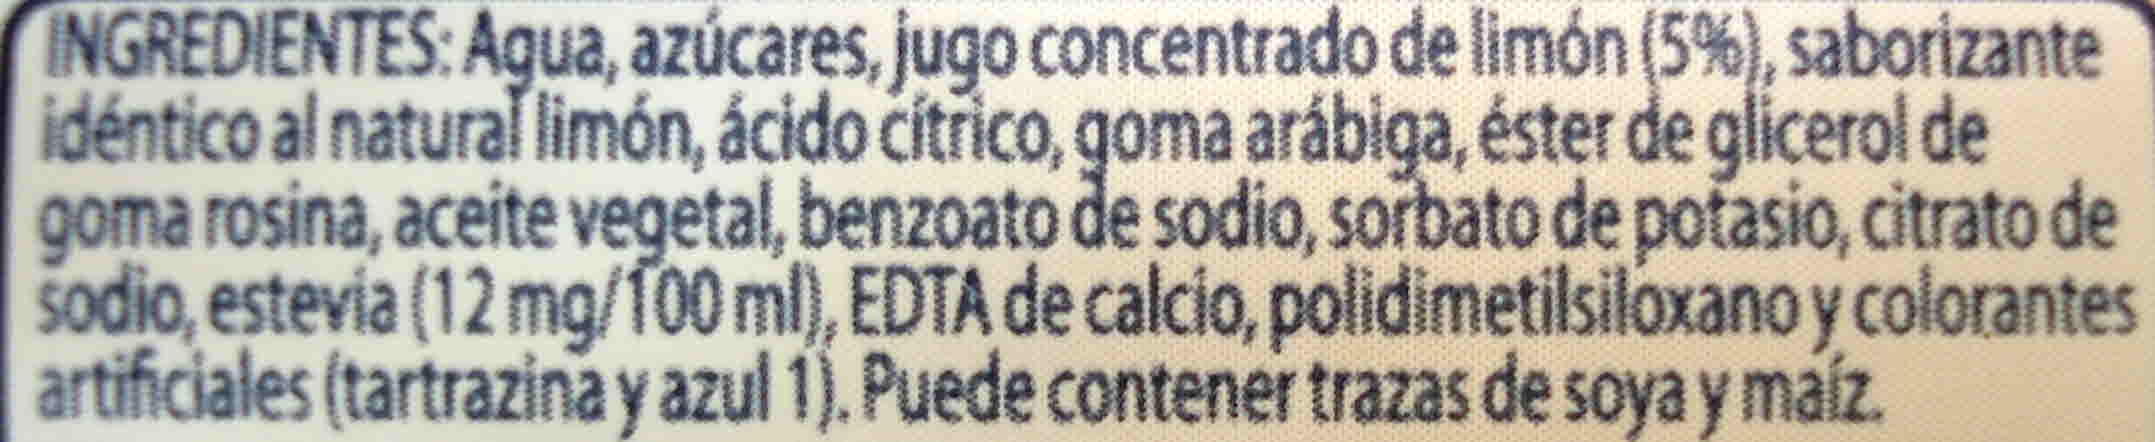 INGREDIENTES: Agua, azúcares, jugo concentrado de limón (5%), saborizante
idéntico al natural limón, ácido cítrico, goma arábiga, éster de glicerol de
goma rosina, aceite vegetal, benzoato de sodio, sorbato de potasio, citrato de
sodio, estevia (12 mg/100 ml), EDTA de calcio, polidimetilsiloxano y colorantes
artificiales (tartrazina y azul 1). Puede contener trazas de soya y maíz.